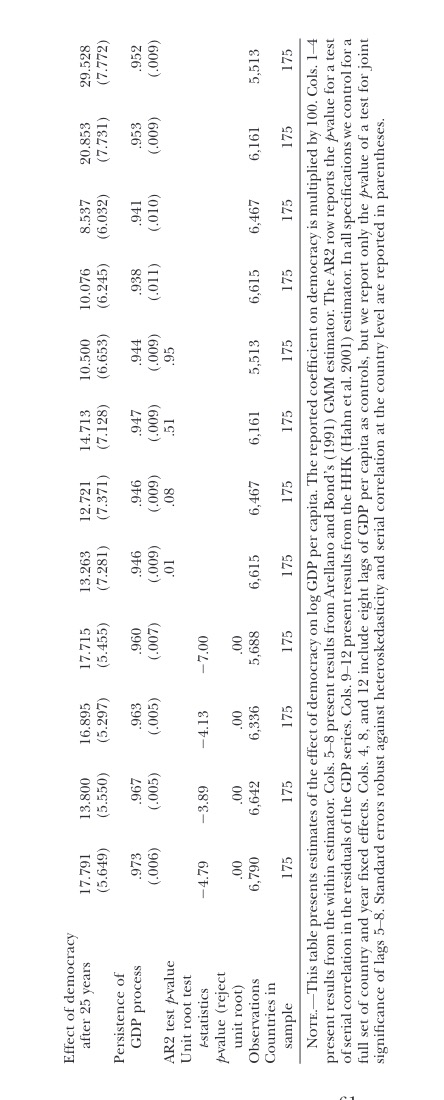 Effect of democracy
after 25 years 17.791 13.800 16.895 17.715 13.263 12.721 14.713 10.500 10.076 8.537 20.853 29.528
(5.649) (5.550) (5.297) (5.455) (7.281) (7.371) (7.128) (6.653) (6.245) (6.032) (7.731) (7.772)
Persistence of
GDP process .973 .967 .963 .960 .946 .946 .947 .944 .938 .941 .953 .952
(.006) (.005) (.005) (.007) (.009) (.009) (.009) (.009) (.011) (.010) (.009) (.009)
AR2 test p-value .01 .08 .51 .95
Unit root test
t-statistics −4.79 −3.89 −4.13 −7.00
p-value (reject
unit root) .00 .00 .00 .00
Observations 6,790 6,642 6,336 5,688 6,615 6,467 6,161 5,513 6,615 6,467 6,161 5,513
Countries in
sample 175 175 175 175 175 175 175 175 175 175 175 175
NOTE.—This table presents estimates of the effect of democracy on log GDP per capita. The reported coefficient on democracy is multiplied by 100. Cols. 1–4
present results from the within estimator. Cols. 5–8 present results from Arellano and Bond's (1991) GMM estimator. The AR2 row reports the p-value for a test
of serial correlation in the residuals of the GDP series. Cols. 9–12 present results from the HHK (Hahn et al. 2001) estimator. In all specifications we control for a
full set of country and year fixed effects. Cols. 4, 8, and 12 include eight lags of GDP per capita as controls, but we report only the p-value of a test for joint
significance of lags 5–8. Standard errors robust against heteroskedasticity and serial correlation at the country level are reported in parentheses.